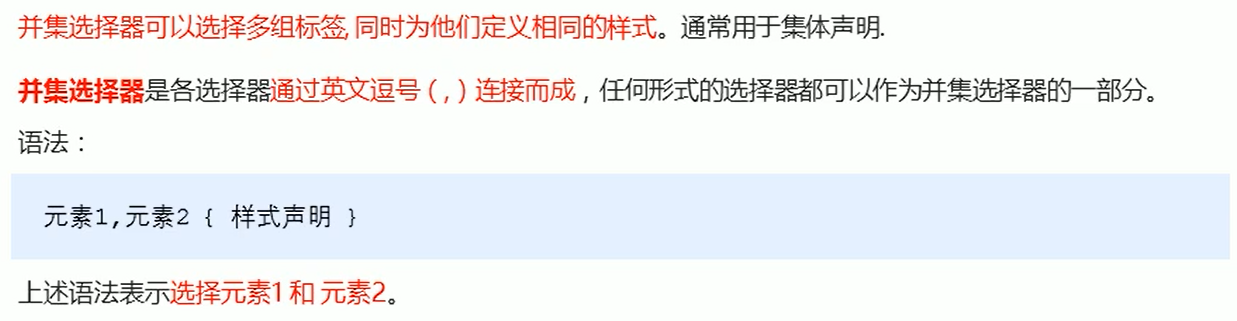 并集选择器可以选择多组标签, 同时为他们定义相同的样式。通常用于集体声明.
并集选择器是各选择器通过英文逗号（,）连接而成，任何形式的选择器都可以作为并集选择器的一部分。
语法：
元素1,元素2 { 样式声明 }
上述语法表示选择元素1 和 元素2。